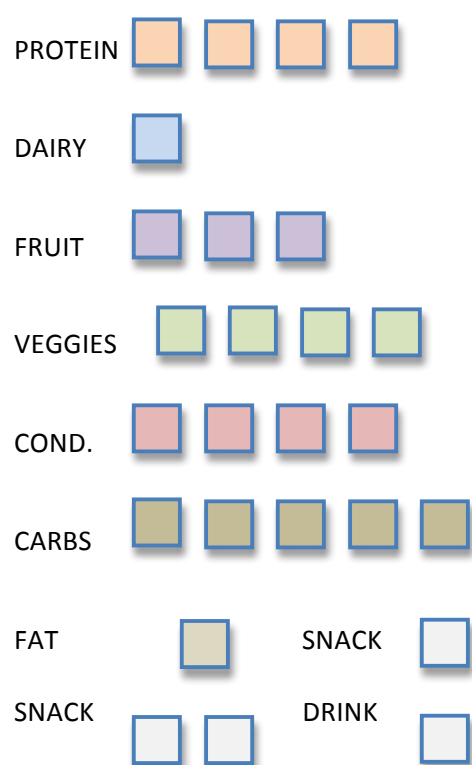 PROTEIN
DAIRY
FRUIT
VEGGIES
COND.
CARBS
FAT SNACK
SNACK DRINK